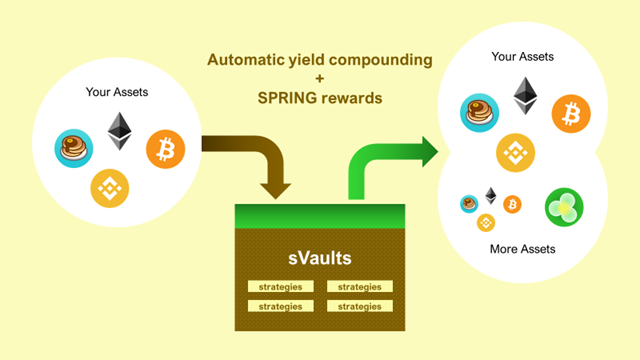 Automatic yield compounding
+
SPRING rewards
Your Assets
Your Assets
More Assets
sVaults
strategies strategies
strategies strategies